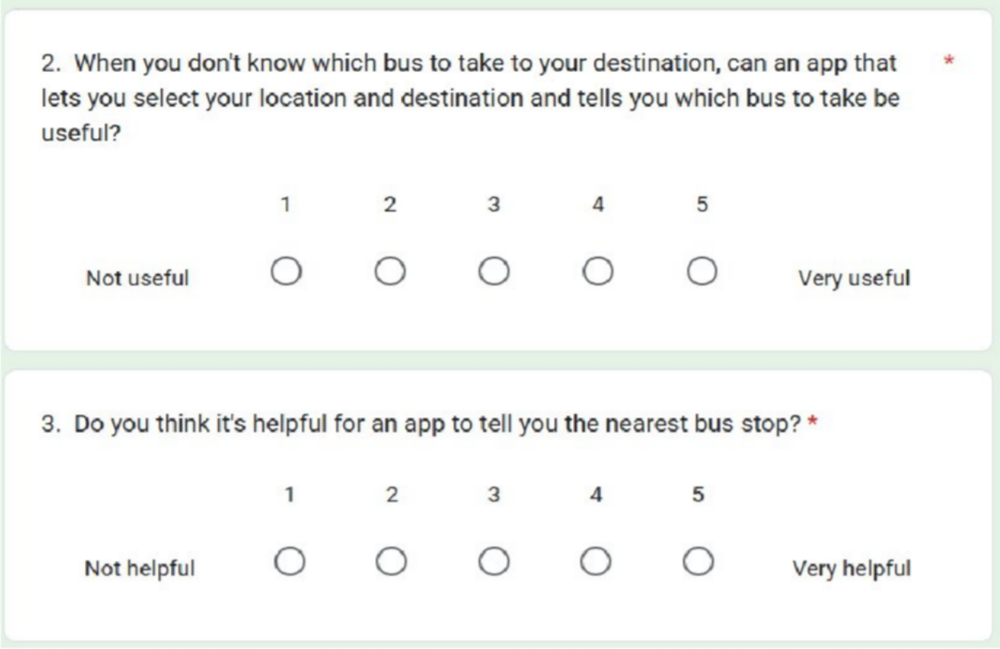 2. When you don't know which bus to take to your destination, can an app that *
lets you select your location and destination and tells you which bus to take be
useful?
1 2 3 4 5
Not useful Very useful
3. Do you think it's helpful for an app to tell you the nearest bus stop? *
1 2 3 4 5
Not helpful Very helpful